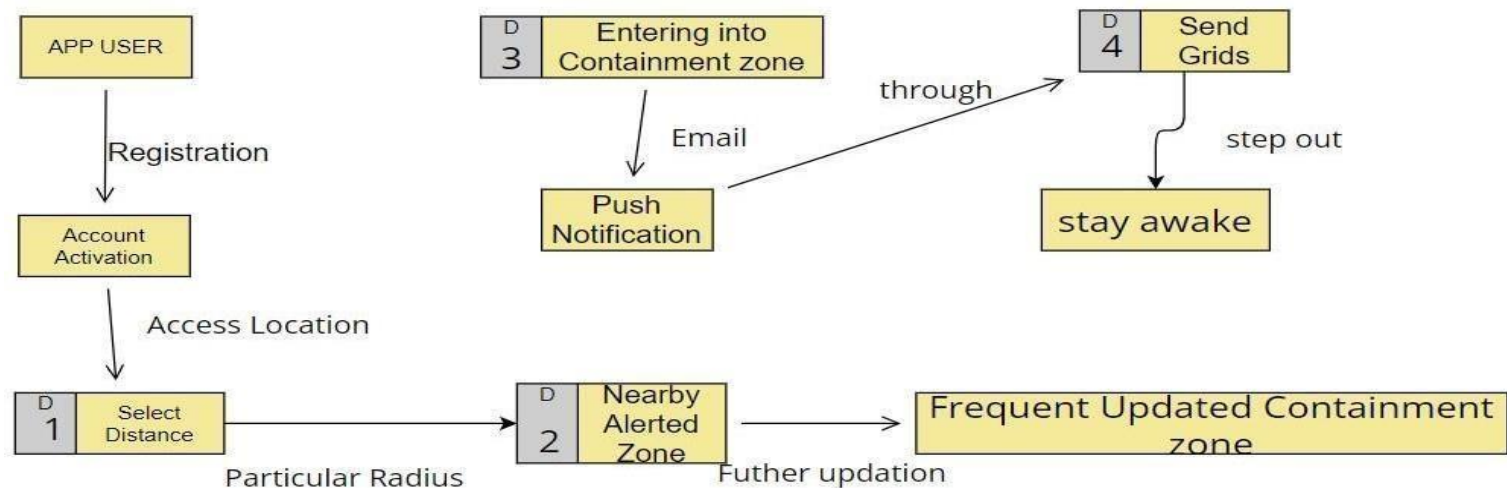 APP USER
Registration
Account
Activation
Access Location
D
1
Select
Distance
Particular Radius
D
2
Nearby
Alerted
Zone
Futher updation
Frequent Updated Containment
zone
D
3
Entering into
Containment zone
Email
Push
Notification
through
D
4
Send
Grids
step out
stay awake